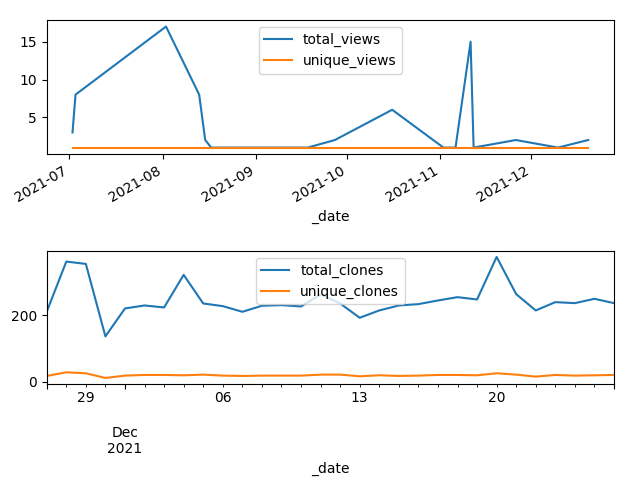 15
10
5
total_views
unique_views
2021-07
2021-08
2021-09
2021-10
2021-11
2021-12
_date
200
0
total_clones
unique_clones
29
06
13
20
Dec
2021
_date